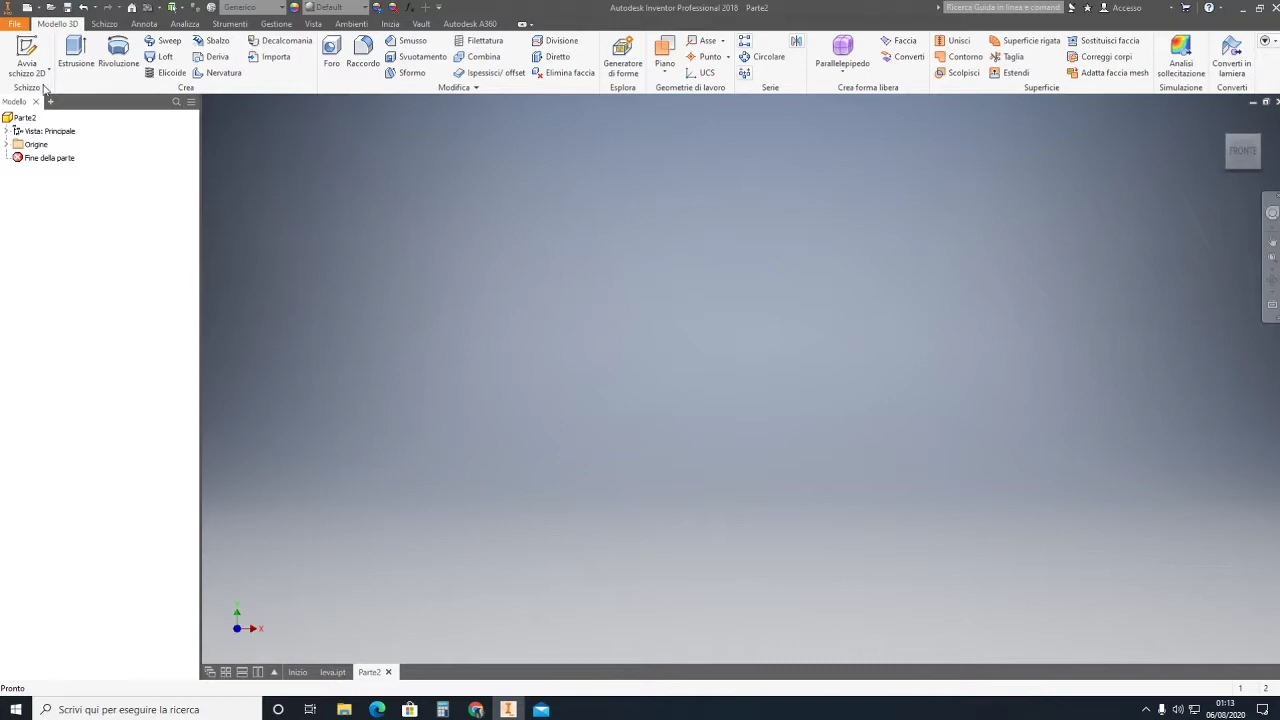 Generico Default Autodesk Inventor Professional 2018 Parte2 Ricerca Guida in linea e comandi Accesso
File Modello 3D Schizzo Annota Analizza Strumenti Gestione Vista Ambienti Inizia Vault Autodesk A360
Avvia schizzo 2D Estrusione Rivoluzione Sweep Sbalzo Decalcomania Foro Raccordo Smusso Filettatura Divisione Generatore di forme Piano Asse Parallelepipedo Faccia Unisci Superficie rigata Sostituisci faccia Analisi sollecitazione Converti in lamiera
Loft Deriva Importa Svuotamento Combina Diretto Punto Circolare Converti Contorno Taglia Correggi corpi
Elicoide Nervatura Sformo Ispessisci/ offset Elimina faccia UCS Scolpisci Estendi Adatta faccia mesh
Schizzo Crea Modifica Esplora Geometrie di lavoro Serie Crea forma libera Superficie Simulazione Converti
Modello
Parte2
Vista: Principale
Origine
Fine della parte
FRONTE
X
Inizio leva.ipt Parte2
Pronto 1 2
Scrivi qui per eseguire la ricerca 01:13
06/08/2020